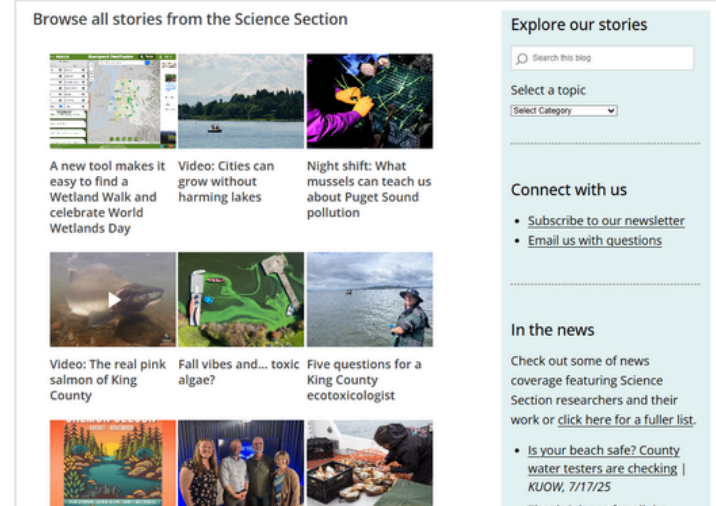 Browse all stories from the Science Section
A new tool makes it
easy to find a
Wetland Walk and
celebrate World
Wetlands Day
Video: Cities can
grow without
harming lakes
Night shift: What
mussels can teach us
about Puget Sound
pollution
Video: The real pink
salmon of King
County
Fall vibes and... toxic
algae?
Five questions for a
King County
ecotoxicologist
SALMON SEASON
AUGUST - NOVEMBER
Explore our stories
Search this blog
Select a topic
Select Category
Connect with us
• Subscribe to our newsletter
• Email us with questions
In the news
Check out some of news
coverage featuring Science
Section researchers and their
work or click here for a fuller list.
• Is your beach safe? County
water testers are checking |
KUOW, 7/17/25